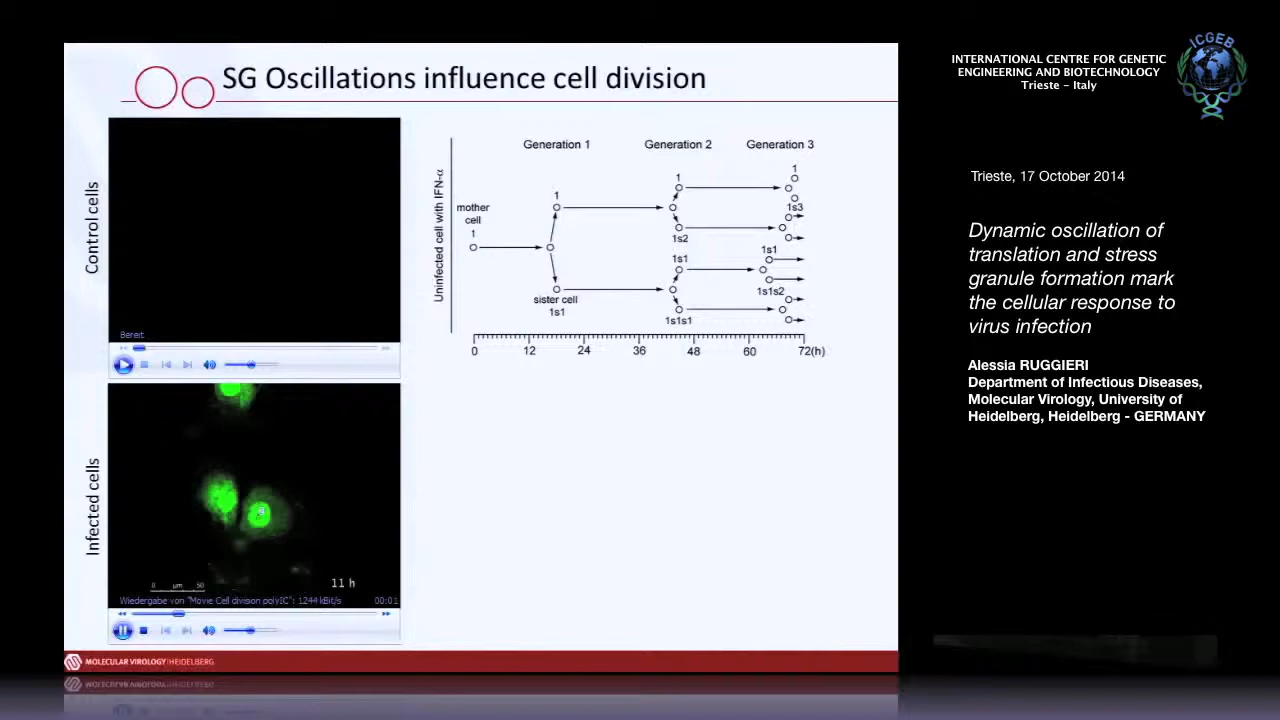 SG Oscillations influence cell division
Control cells
Bereit
Infected cells
11 h
0 µm 50
Wiedergabe von "Movie Cell division polyIC": 1244 kBit/s 00:01
Uninfected cell with IFN-α
Generation 1 Generation 2 Generation 3
mother
cell
1
1
sister cell
1s1
1
1s2
1s1
1s1s1
1
1s3
1s1
1s1s2
0 12 24 36 48 60 72(h)
MOLECULAR VIROLOGY HEIDELBERG
INTERNATIONAL CENTRE FOR GENETIC
ENGINEERING AND BIOTECHNOLOGY
Trieste – Italy
ICGEB
Trieste, 17 October 2014
Dynamic oscillation of
translation and stress
granule formation mark
the cellular response to
virus infection
Alessia RUGGIERI
Department of Infectious Diseases,
Molecular Virology, University of
Heidelberg, Heidelberg - GERMANY